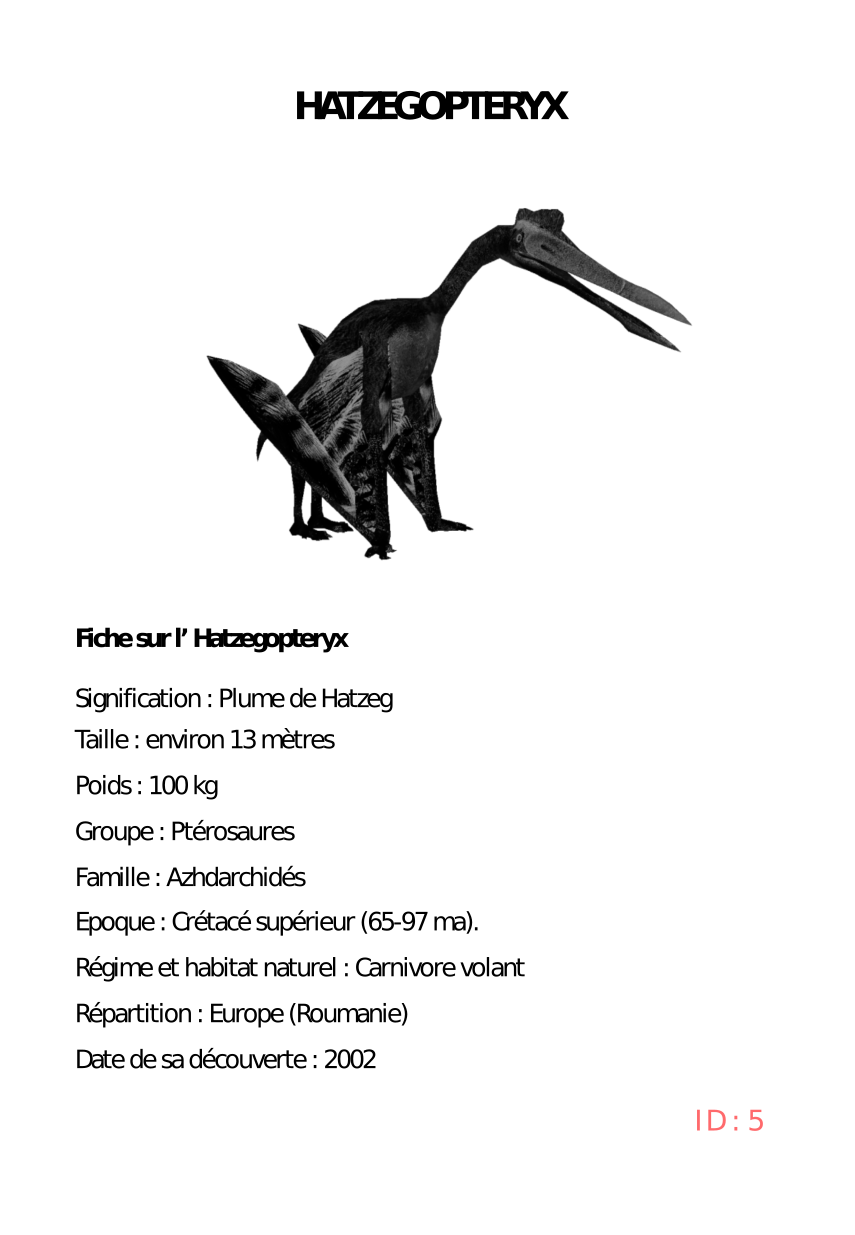 HATZEGOPTERYX
Fiche sur l’ Hatzegopteryx
Signification : Plume de Hatzeg
Taille : environ 13 mètres
Poids : 100 kg
Groupe : Ptérosaures
Famille : Azhdarchidés
Epoque : Crétacé supérieur (65-97 ma).
Régime et habitat naturel : Carnivore volant
Répartition : Europe (Roumanie)
Date de sa découverte : 2002
ID : 5